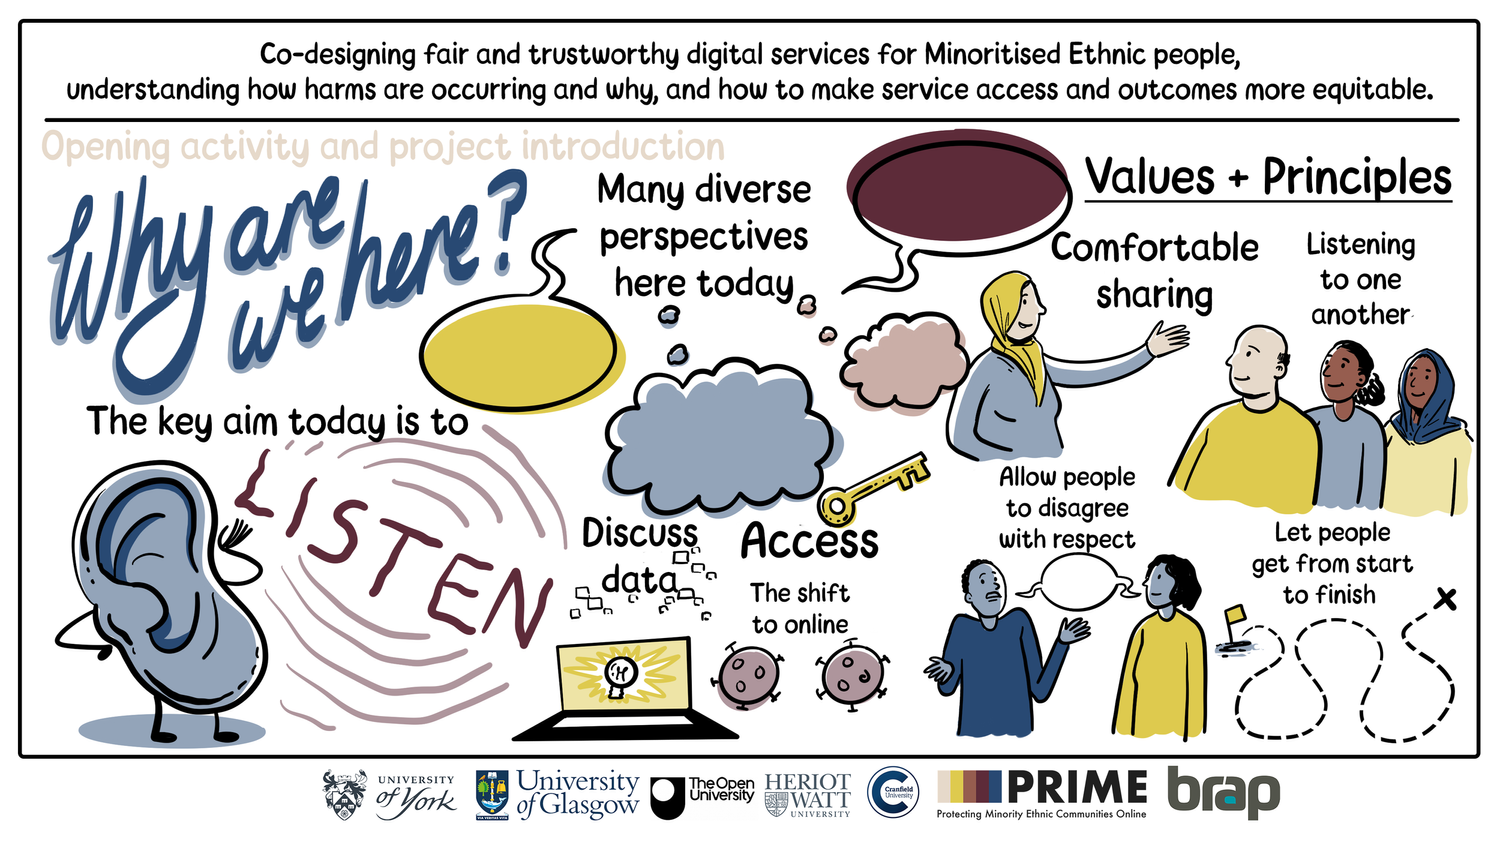 Co-designing fair and trustworthy digital services for Minoritised Ethnic people,
understanding how harms are occurring and why, and how to make service access and outcomes more equitable.
Opening activity and project introduction
Why are
we here?
The key aim today is to
LISTEN
Many diverse
perspectives
here today
Discuss
data
Access
The shift
to online
Values + Principles
Comfortable
sharing
Listening
to one
another
Allow people
to disagree
with respect
Let people
get from start
to finish
UNIVERSITY
of York
University
of Glasgow
The Open
University
HERIOT
WATT
UNIVERSITY
Cranfield
University
PRIME
Protecting Minority Ethnic Communities Online
brap